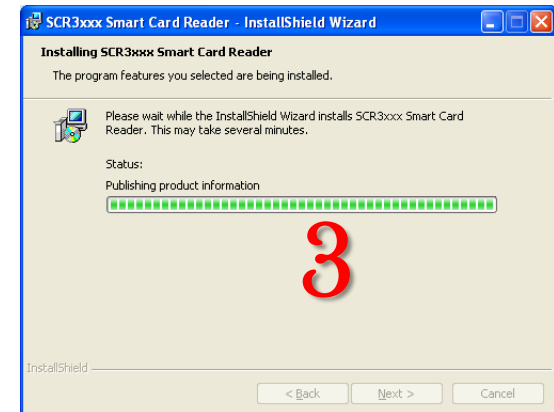 SCR3xxx Smart Card Reader - InstallShield Wizard
Installing SCR3xxx Smart Card Reader
The program features you selected are being installed.
Please wait while the InstallShield Wizard installs SCR3xxx Smart Card
Reader. This may take several minutes.
Status:
Publishing product information
3
InstallShield
< Back Next > Cancel